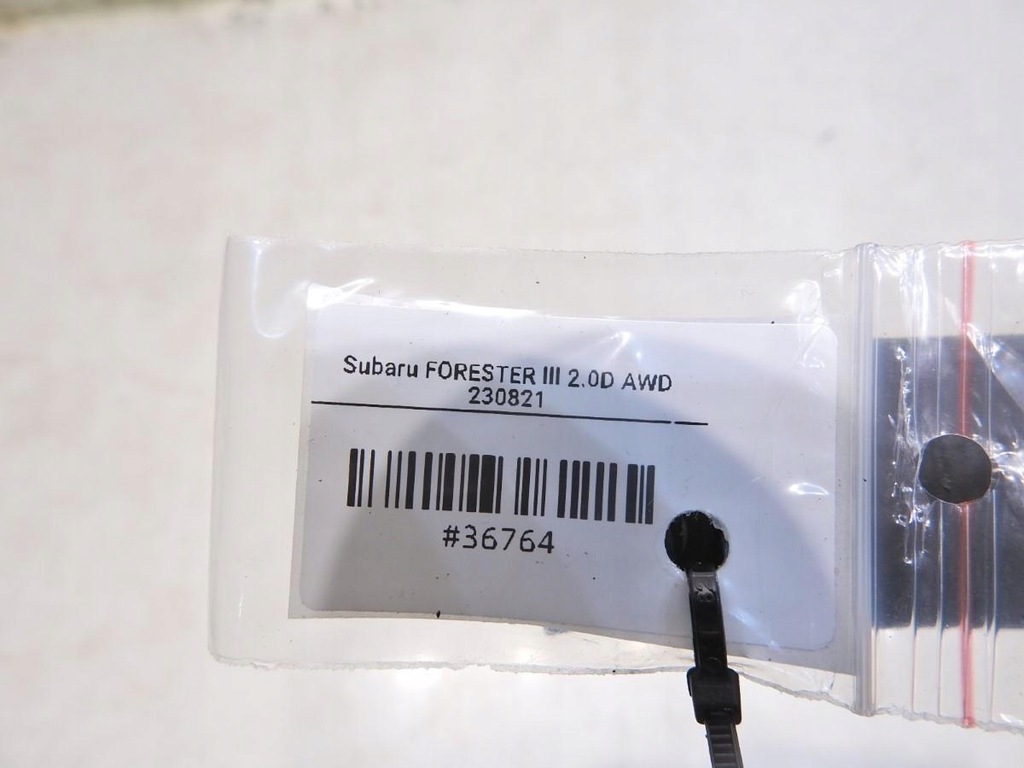 Subaru FORESTER III 2.0D AWD
230821
#36764